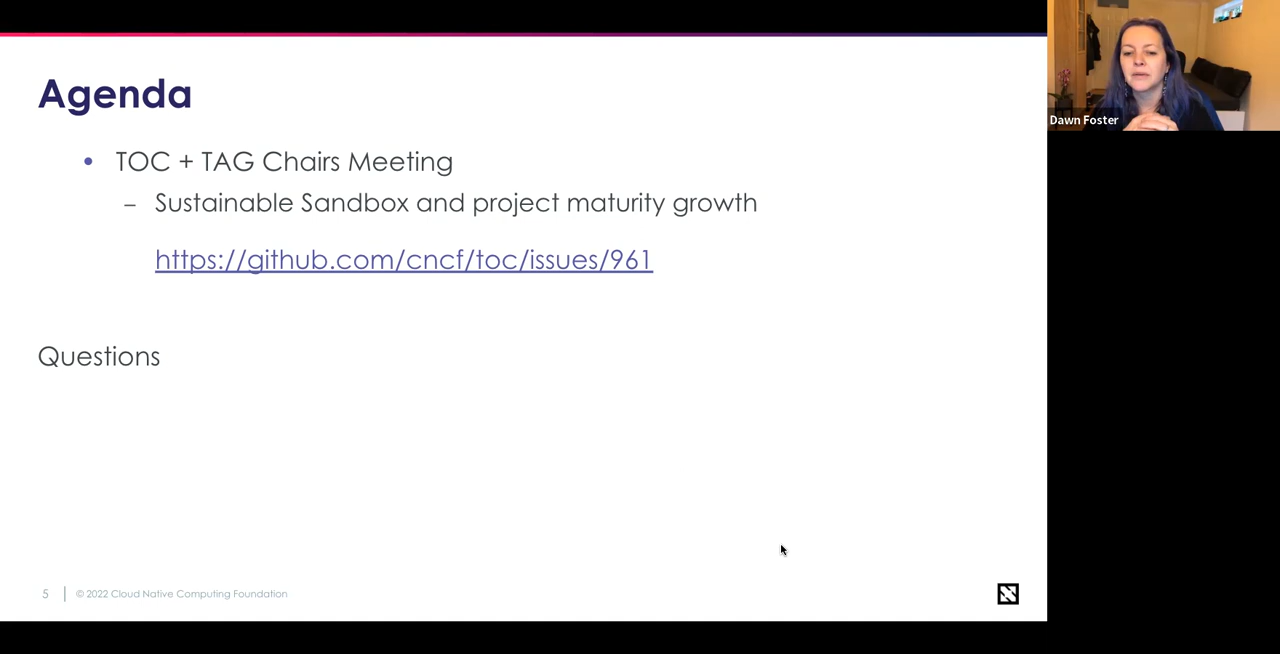 Agenda
• TOC + TAG Chairs Meeting
– Sustainable Sandbox and project maturity growth
https://github.com/cncf/toc/issues/961
Questions
5 | © 2022 Cloud Native Computing Foundation
Dawn Foster